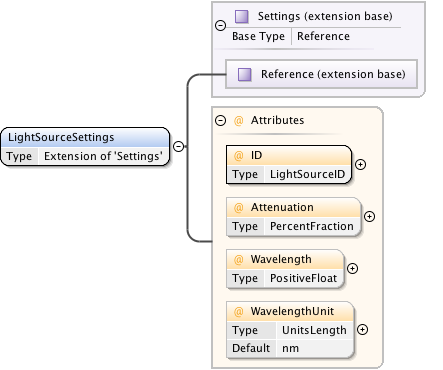 Settings (extension base)
Base Type Reference
Reference (extension base)
LightSourceSettings
Type Extension of 'Settings'
@ Attributes
@ ID
Type LightSourceID
@ Attenuation
Type PercentFraction
@ Wavelength
Type PositiveFloat
@ WavelengthUnit
Type UnitsLength
Default nm